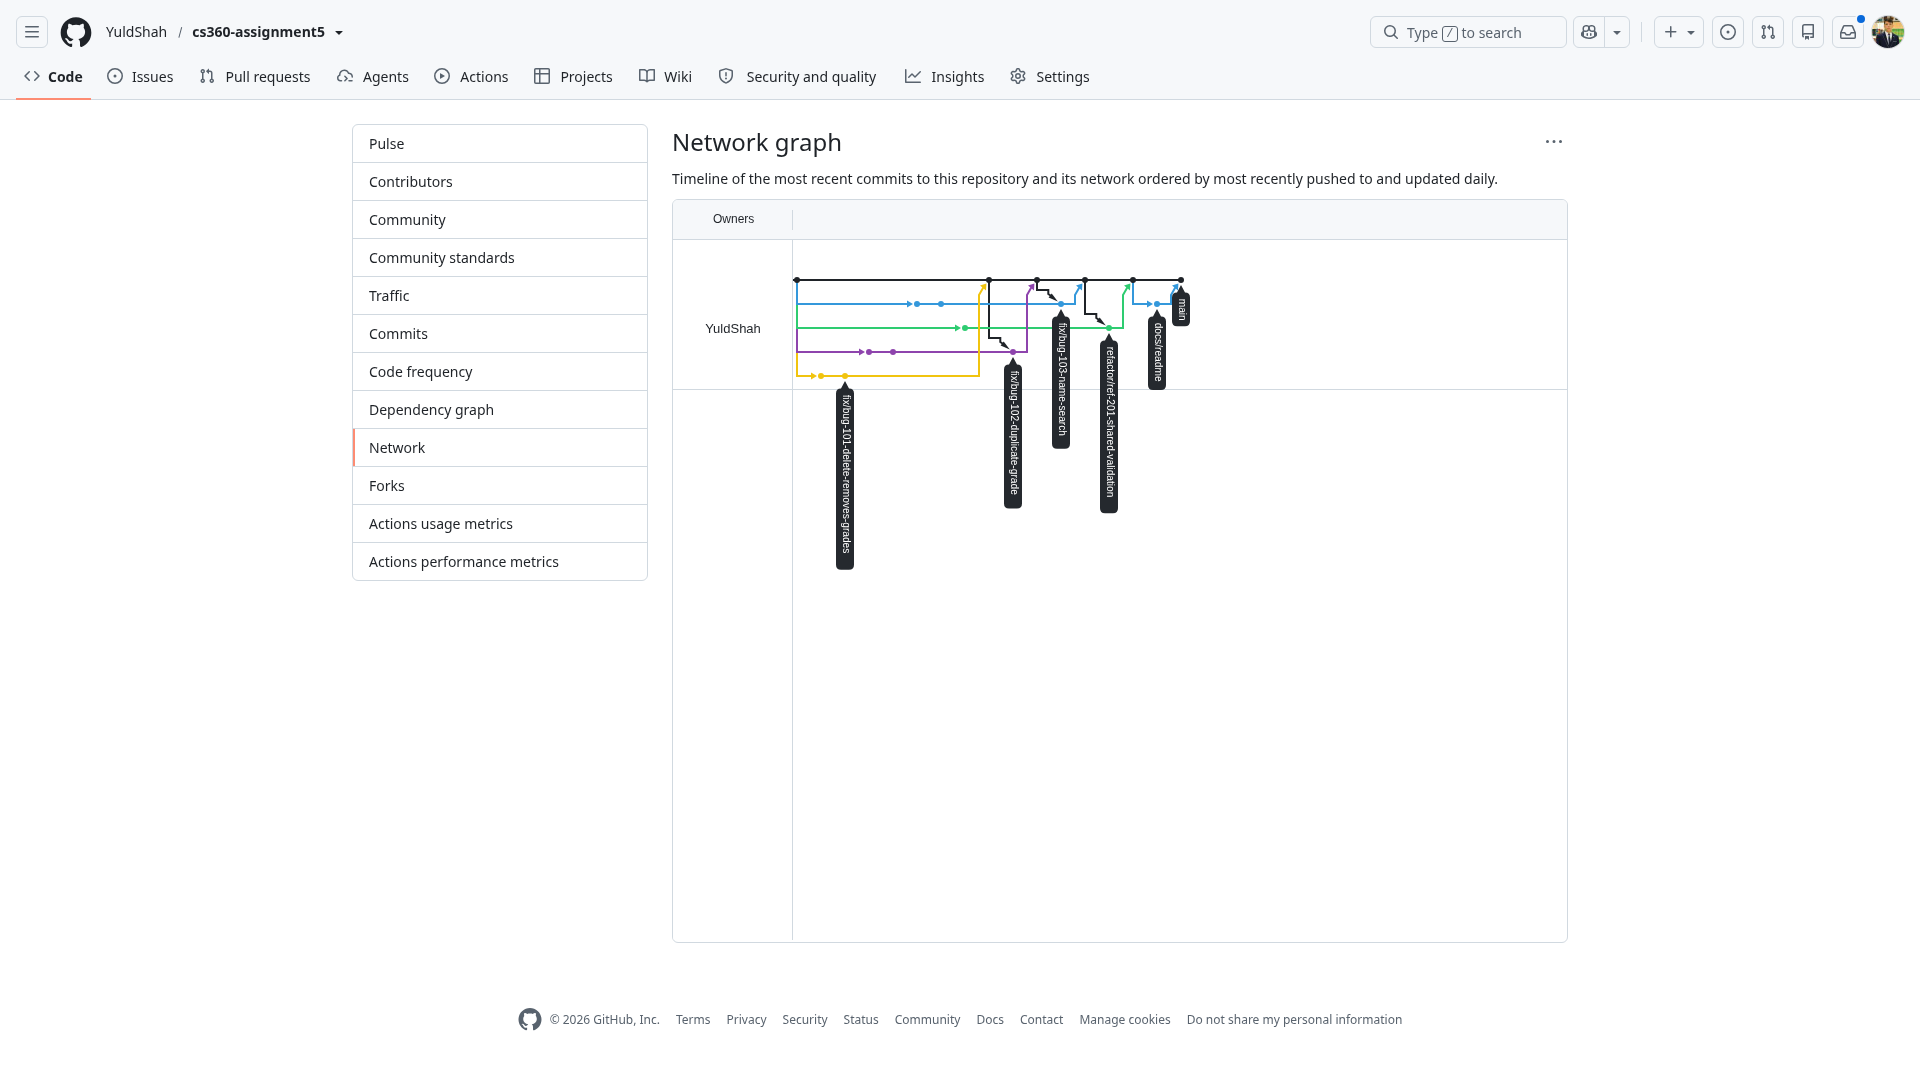 YuldShah / cs360-assignment5
Type / to search
Code
Issues
Pull requests
Agents
Actions
Projects
Wiki
Security and quality
Insights
Settings
Pulse
Contributors
Community
Community standards
Traffic
Commits
Code frequency
Dependency graph
Network
Forks
Actions usage metrics
Actions performance metrics
Network graph
Timeline of the most recent commits to this repository and its network ordered by most recently pushed to and updated daily.
Owners
YuldShah
fix/bug-101-delete-removes-grades
fix/bug-102-duplicate-grade
fix/bug-103-name-search
refactor/ref-201-shared-validation
docs/readme
main
© 2026 GitHub, Inc.
Terms
Privacy
Security
Status
Community
Docs
Contact
Manage cookies
Do not share my personal information